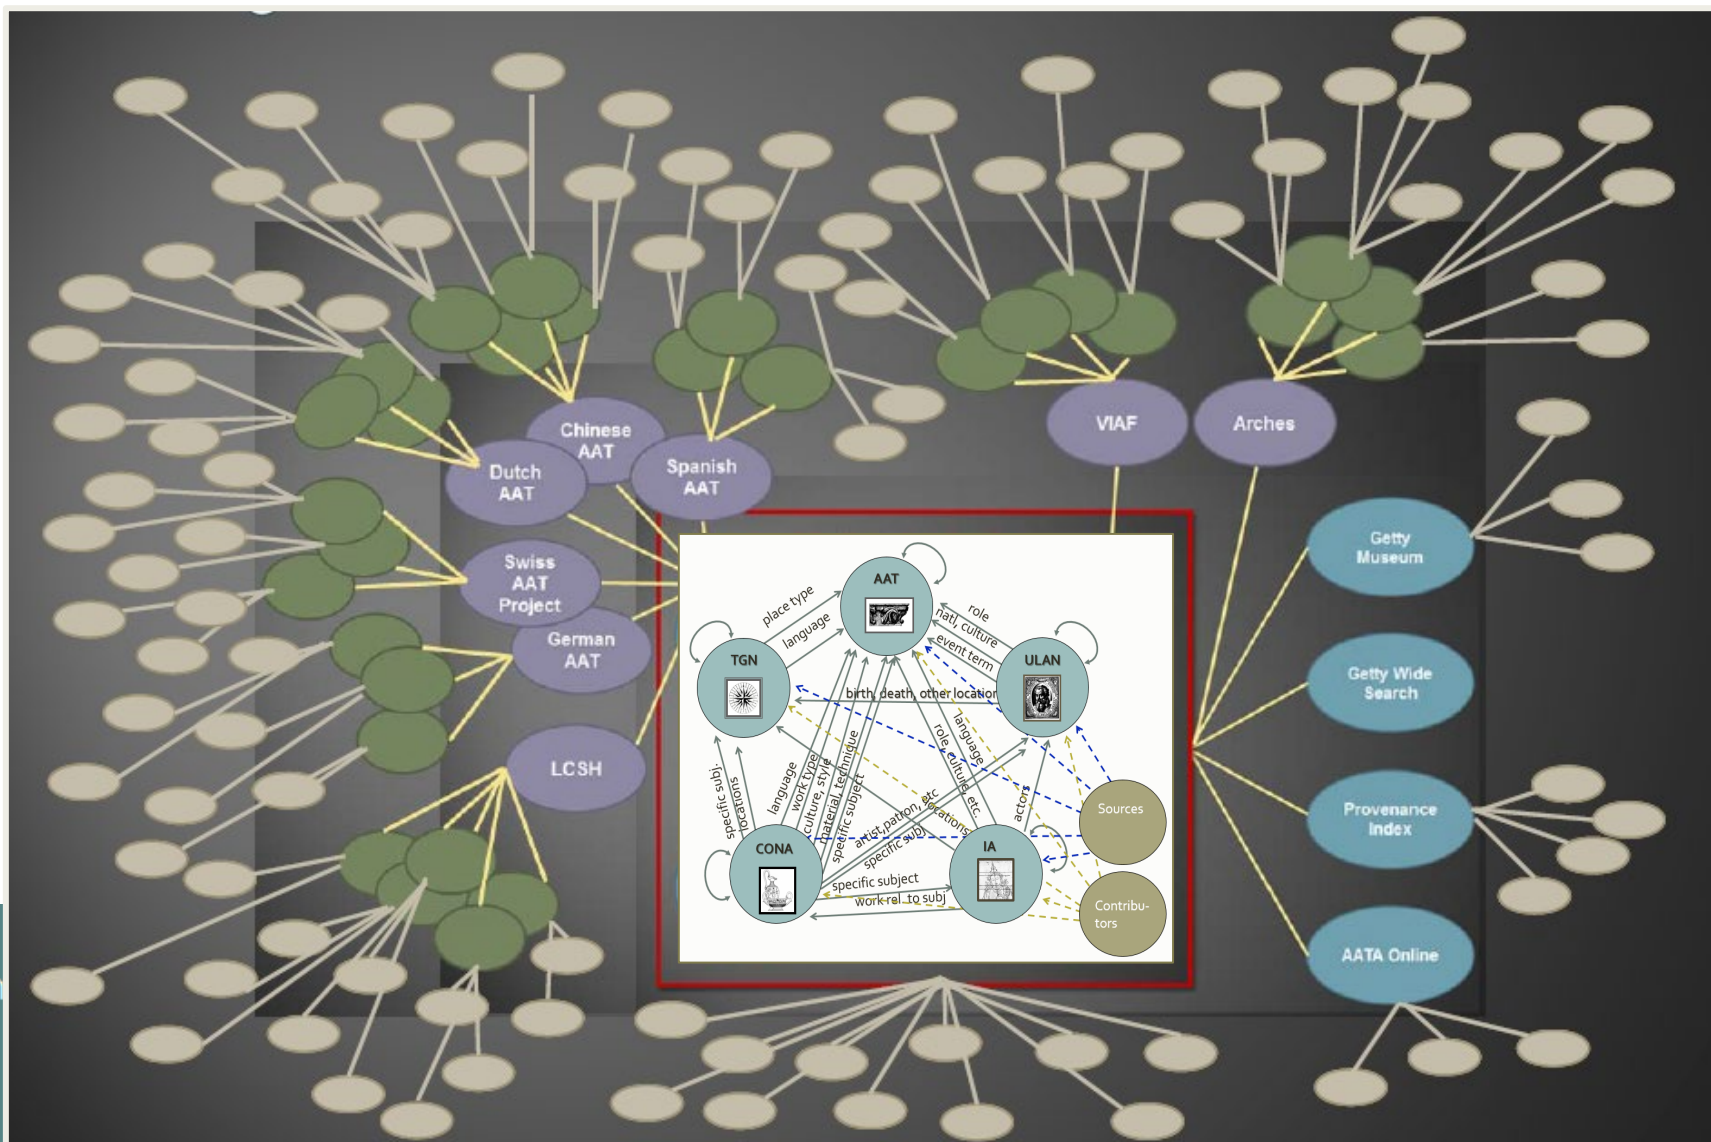 Chinese
AAT
Dutch
AAT
Spanish
AAT
VIAF
Arches
Swiss
AAT
Project
German
AAT
LCSH
Getty
Museum
Getty Wide
Search
Provenance
Index
AATA Online
AAT
TGN
ULAN
CONA
IA
Sources
Contribu-
tors
place type
language
role
natl, culture
event term
birth, death, other location
language
role culture, etc.
actors
specific subj.
locations
language
work type
culture, style
material, technique
specific subject
artist, patron, etc
locations
specific subj
specific subject
work rel. to subj